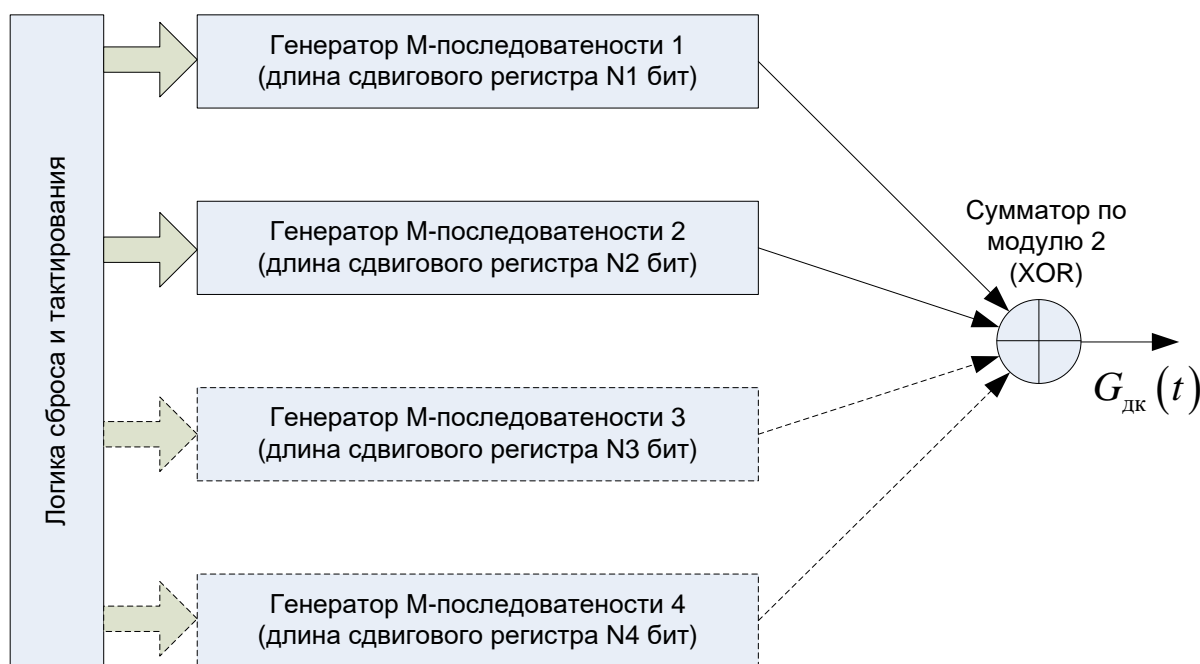 Логика сброса и тактирования
Генератор М-последоватености 1
(длина сдвигового регистра N1 бит)
Генератор М-последоватености 2
(длина сдвигового регистра N2 бит)
Генератор М-последоватености 3
(длина сдвигового регистра N3 бит)
Генератор М-последоватености 4
(длина сдвигового регистра N4 бит)
Сумматор по
модулю 2
(XOR)
Gдк (t)